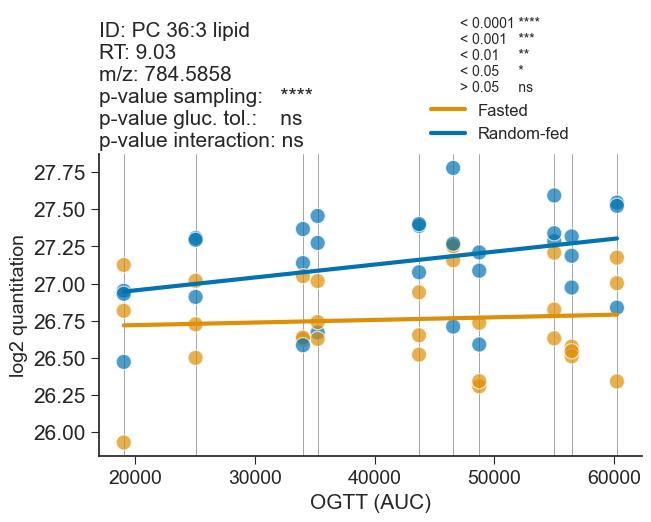 ID: PC 36:3 lipid
RT: 9.03
m/z: 784.5858
p-value sampling: ****
p-value gluc. tol.: ns
p-value interaction: ns
< 0.0001 ****
< 0.001 ***
< 0.01 **
< 0.05 *
> 0.05 ns
Fasted
Random-fed
log2 quantitation
27.75
27.50
27.25
27.00
26.75
26.50
26.25
26.00
20000 30000 40000 50000 60000
OGTT (AUC)